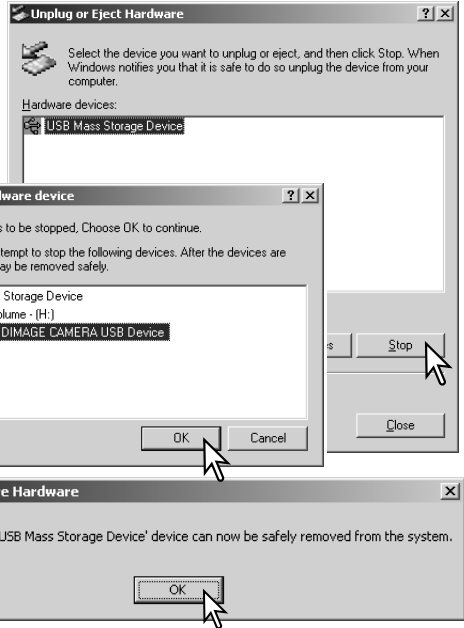 Unplug or Eject Hardware
Select the device you want to unplug or eject, and then click Stop. When
Windows notifies you that it is safe to do so unplug the device from your
computer.
Hardware devices:
USB Mass Storage Device
device
to be stopped, Choose OK to continue.
to stop the following devices. After the devices are
be removed safely.
Storage Device
- (H:)
DIMAGE CAMERA USB Device
Stop
OK
Cancel
Close
Hardware
USB Mass Storage Device' device can now be safely removed from the system.
OK